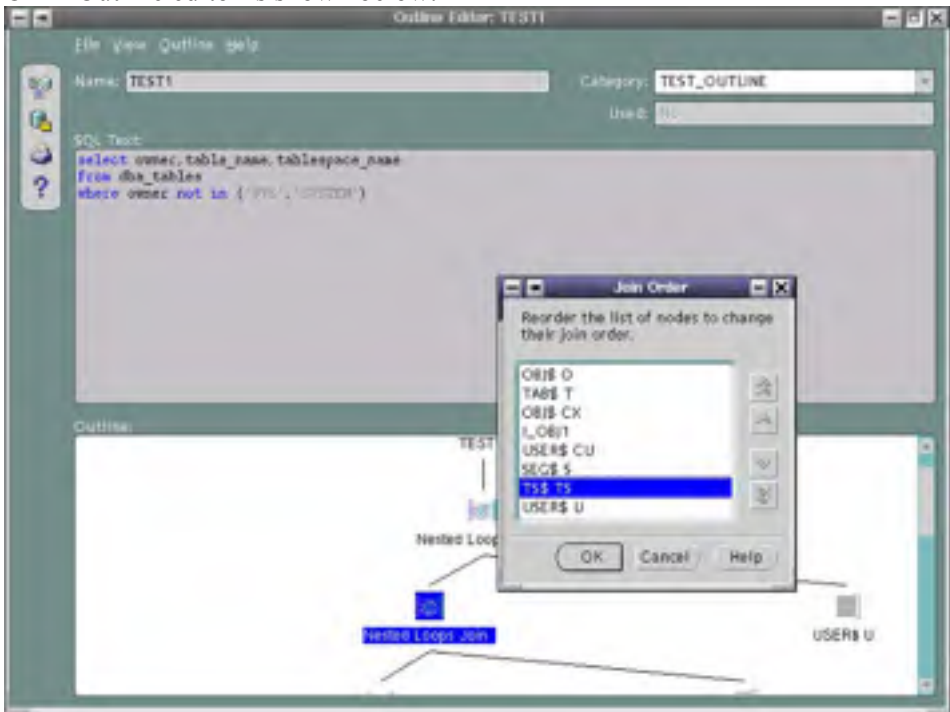 Outline Editor: TEST1
File View Outline Help
Name: TEST1
Category: TEST_OUTLINE
Used: No
SQL Text:
select owner,table_name,tablespace_name
from dba_tables
where owner not in ('SYS','SYSTEM')
Join Order
Reorder the list of nodes to change
their join order.
OBJ$ O
TAB$ T
OBJ$ CX
I_OBJ1
USER$ CU
SEG$ S
TS$ TS
USER$ U
OK Cancel Help
Outline:
TEST
Nested Loop
Nested Loops Join
USER$ U